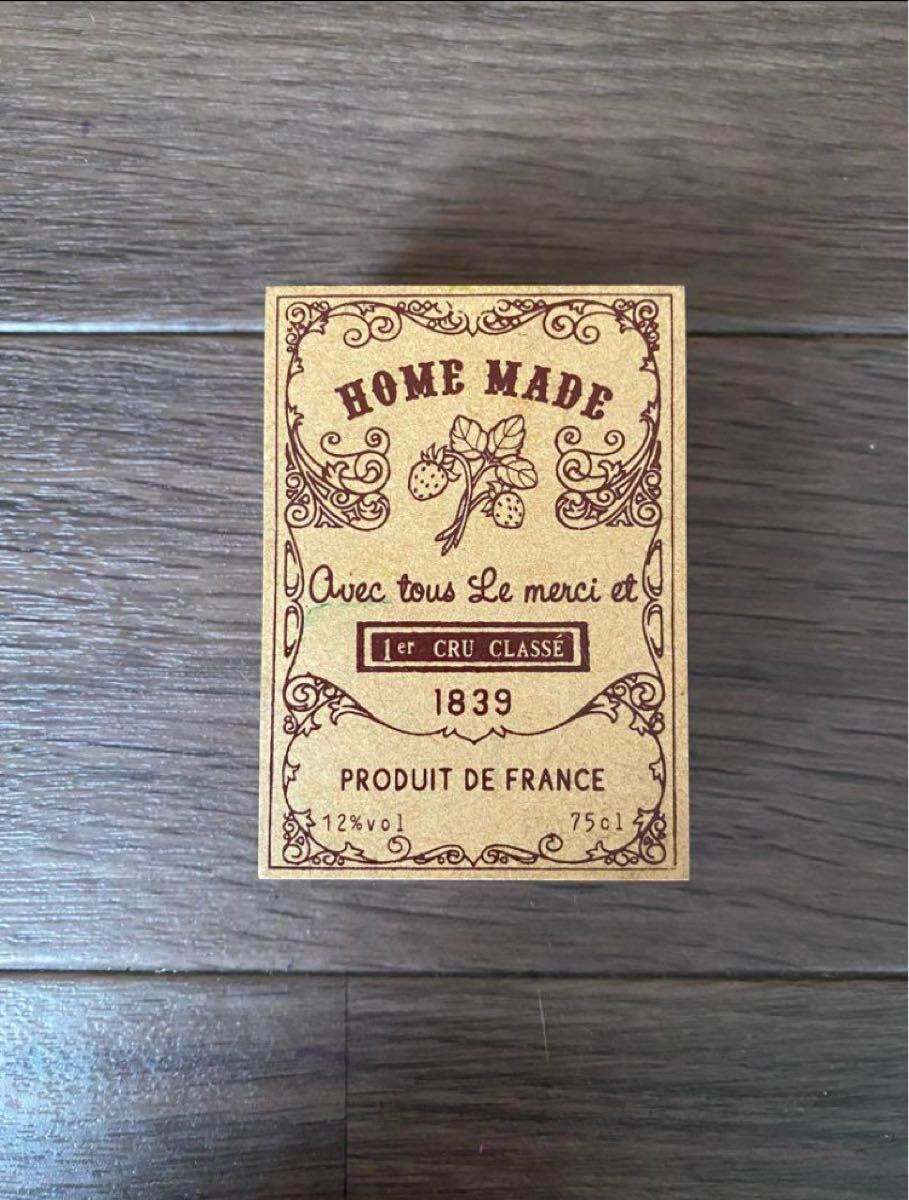 HOME MADE
Avec tous Le merci et
1er CRU CLASSÉ
1839
PRODUIT DE FRANCE
12%vol 75cl